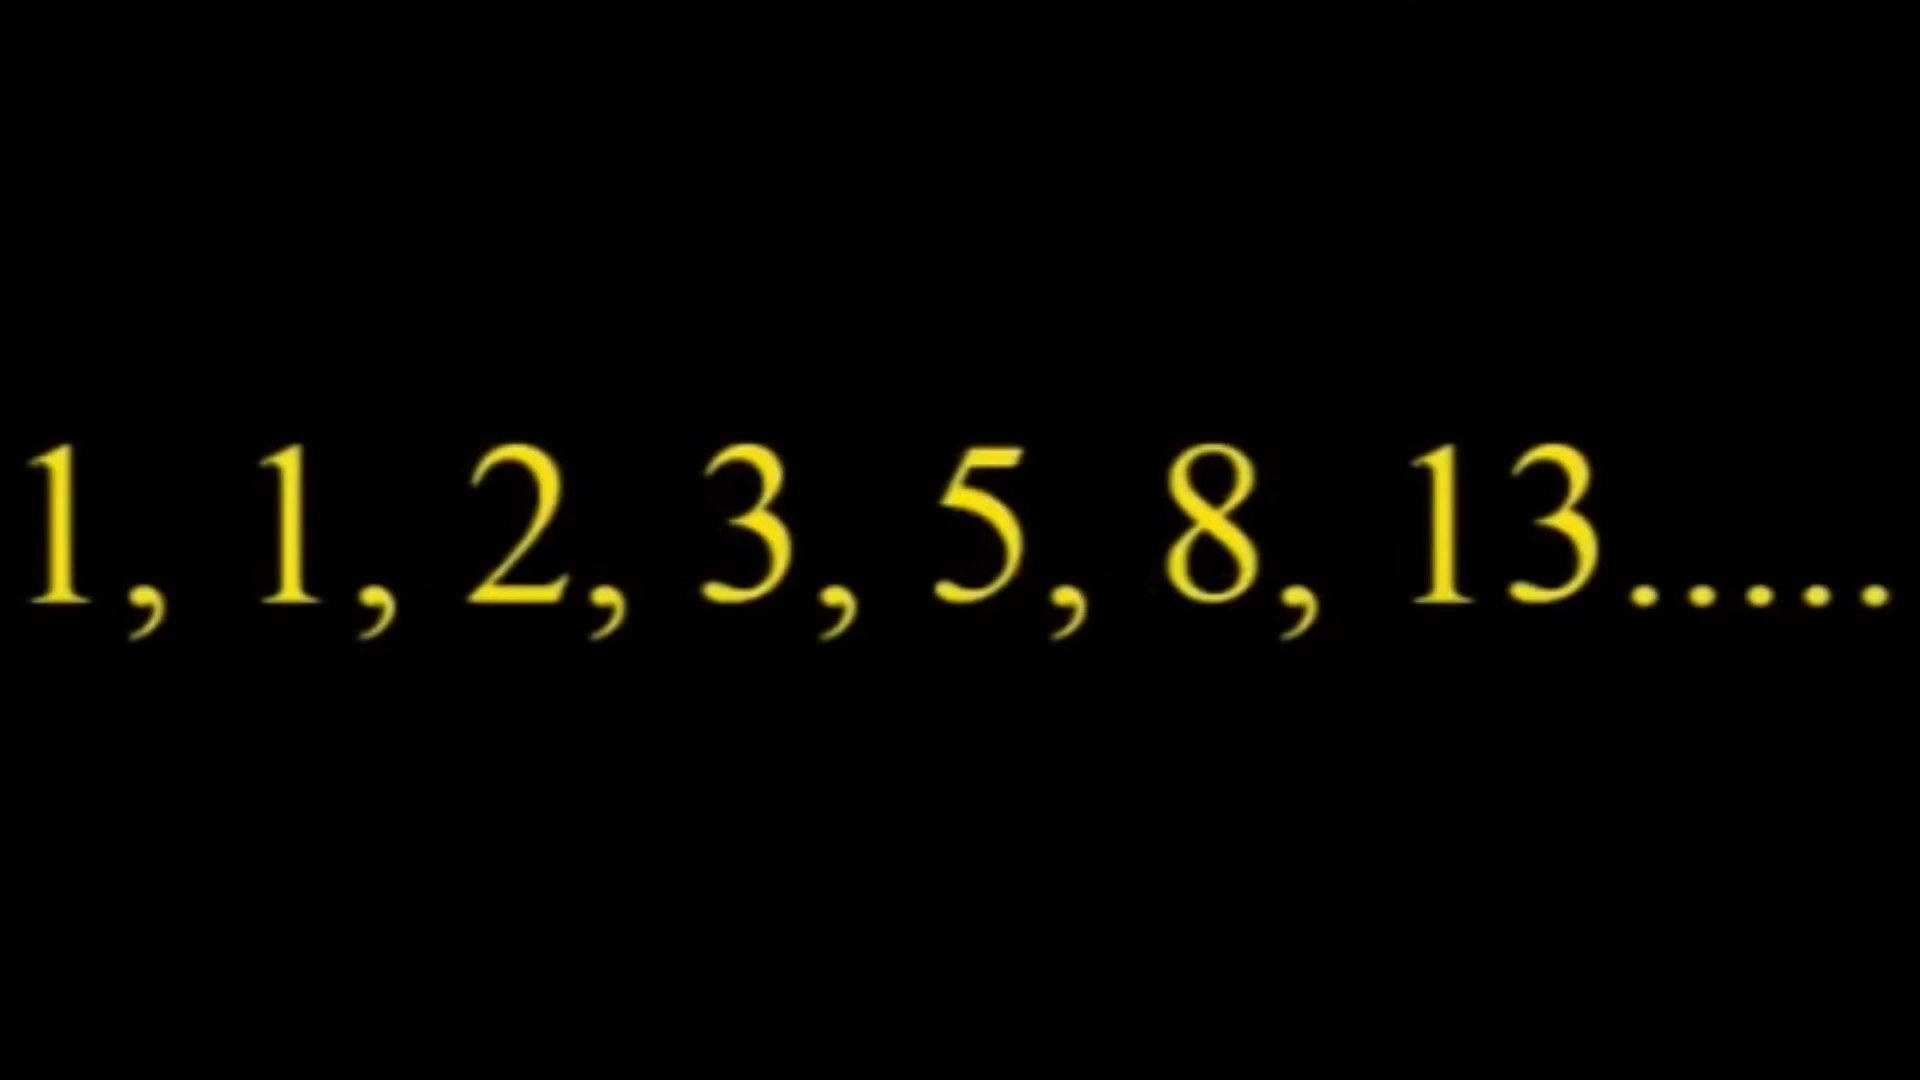 1, 1, 2, 3, 5, 8, 13.....